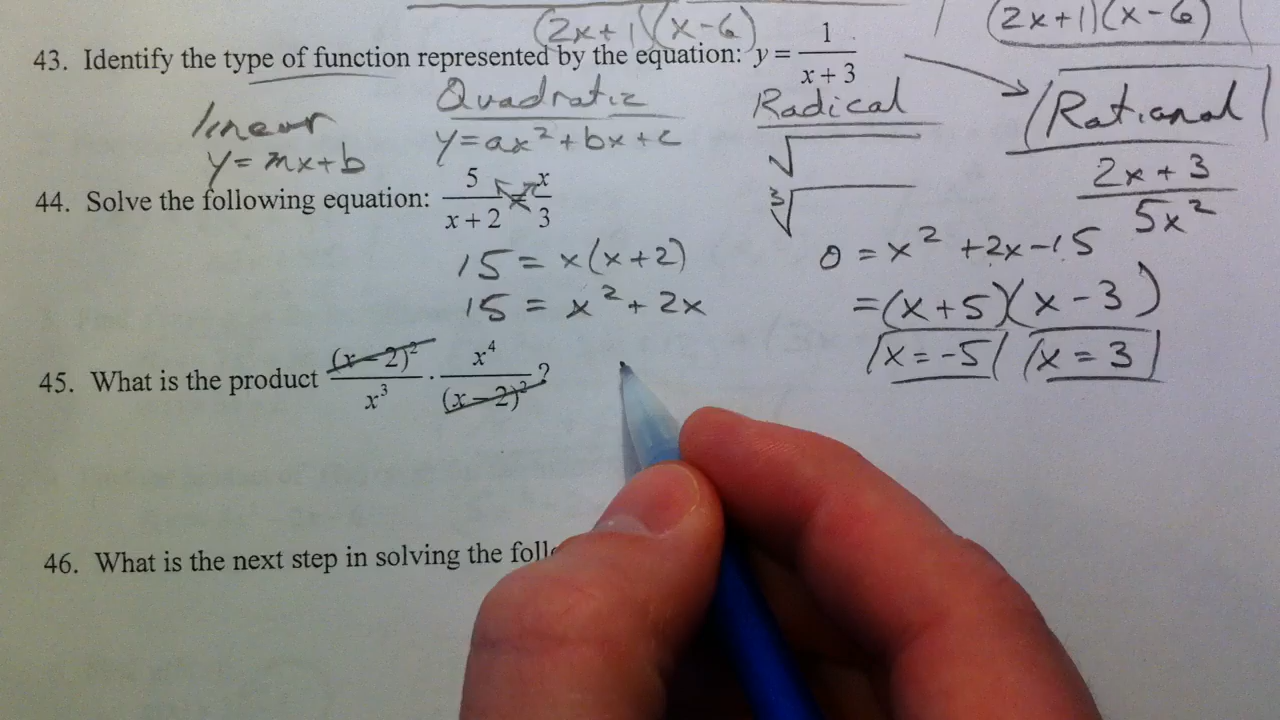 (2x+1)(x-6) (2x+1)(x-6)
43. Identify the type of function represented by the equation: y = 1/(x+3)
linear Quadratic Radical Rational
y=mx+b y=ax²+bx+c √ ∛ (2x+3)/(5x²)
44. Solve the following equation: 5/(x+2) = x/3
15 = x(x+2) 0 = x² +2x-15
15 = x² + 2x =(x+5)(x-3)
x=-5 x=3
45. What is the product (x-2)²/x³ · x⁴/(x-2)² ?
46. What is the next step in solving the